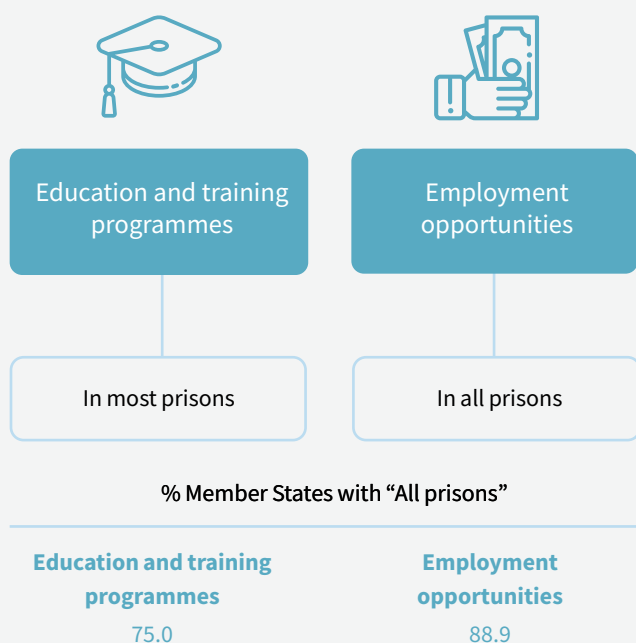 Education and training
programmes
Employment
opportunities
In most prisons
In all prisons
% Member States with “All prisons”
Education and training
programmes
Employment
opportunities
75.0
88.9